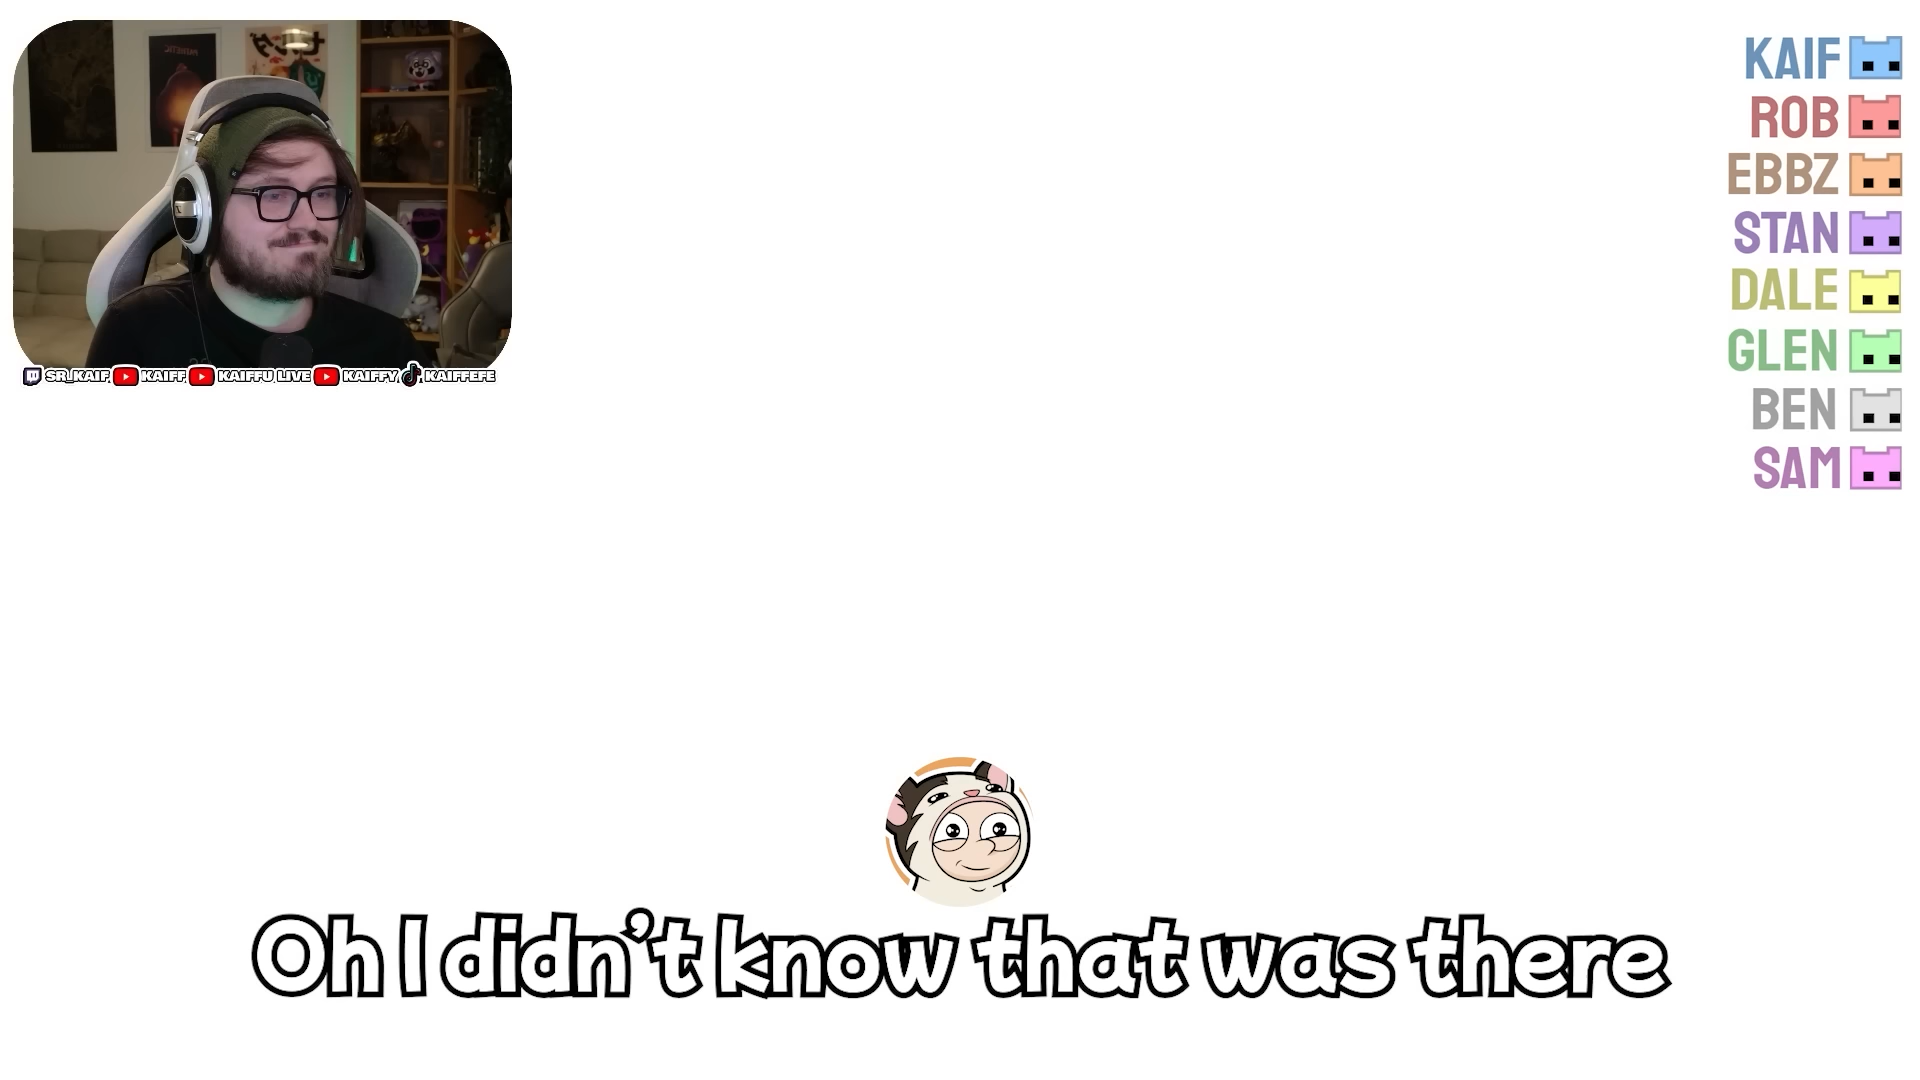 SR_KAIF KAIFF KAIFFU LIVE KAIFFY KAIFFEFE
KAIF
ROB
EBBZ
STAN
DALE
GLEN
BEN
SAM
Oh I didn't know that was there